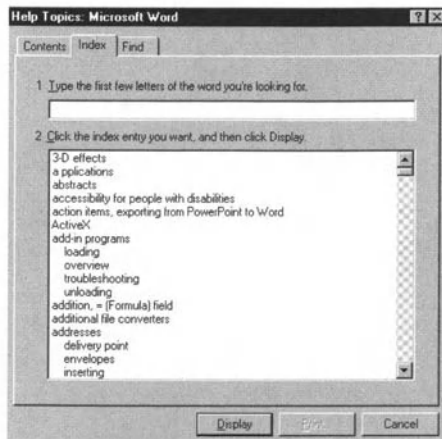 Help Topics: Microsoft Word
Contents Index Find
1 Type the first few letters of the word you're looking for.
2 Click the index entry you want, and then click Display.
3-D effects
a pplications
abstracts
accessibility for people with disabilities
action items, exporting from PowerPoint to Word
ActiveX
add-in programs
loading
overview
troubleshooting
unloading
addition, = (Formula) field
additional file converters
addresses
delivery point
envelopes
inserting
Display Cancel